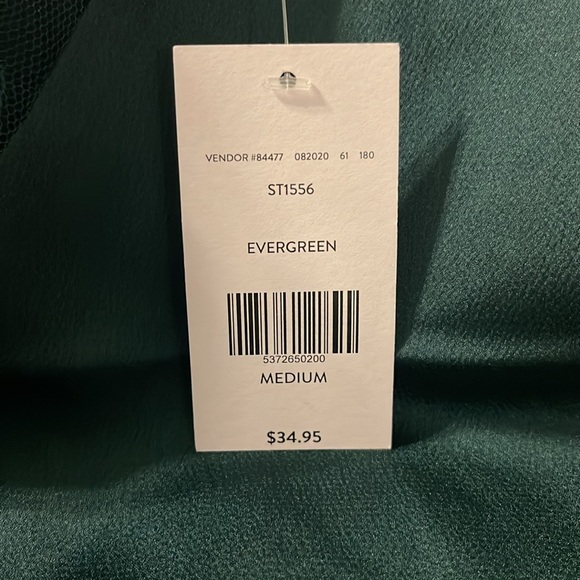 VENDOR #84477 082020 61 180
ST1556
EVERGREEN
5372650200
MEDIUM
$34.95